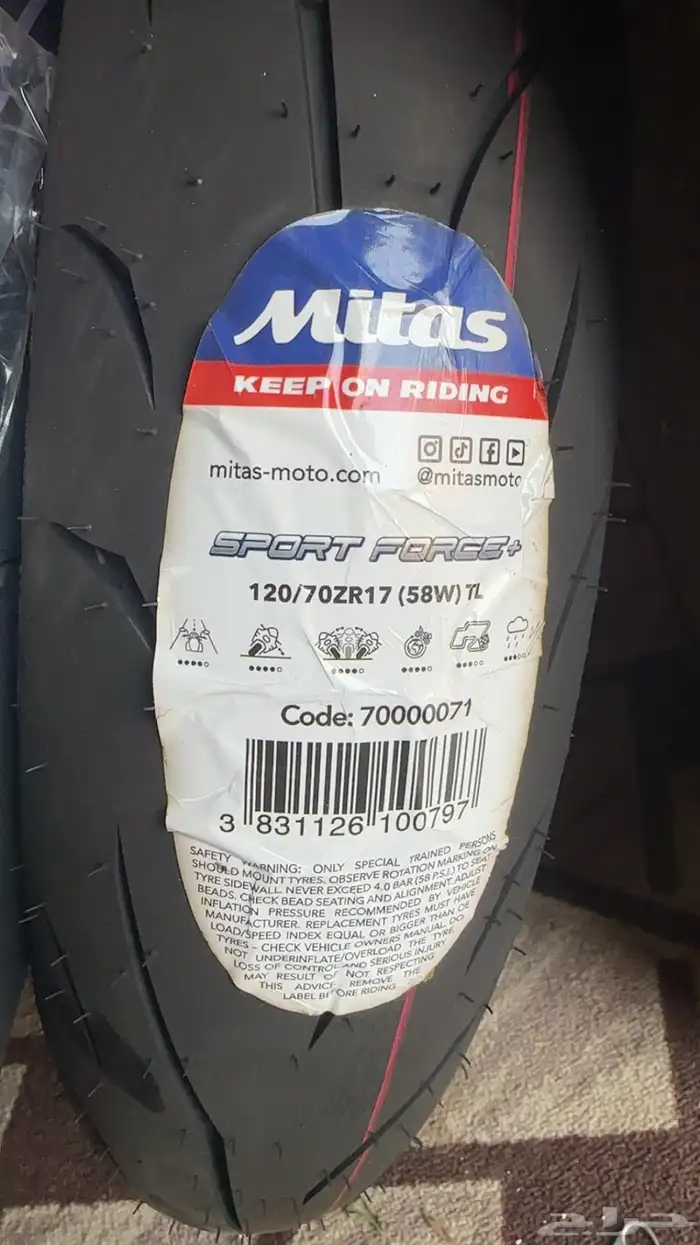 Mitas
KEEP ON RIDING
mitas-moto.com
@mitasmoto
SPORT FORCE+
120/70ZR17 (58W) TL
Code: 70000071
3 831126 100797
SAFETY WARNING: ONLY SPECIAL TRAINED PERSONS
SHOULD MOUNT TYRES. OBSERVE ROTATION MARKING ON
TYRE SIDEWALL. NEVER EXCEED 4.0 BAR (58 P.S.I.) TO SEAT
BEADS. CHECK BEAD SEATING AND ALIGNMENT. ADJUST
INFLATION PRESSURE RECOMMENDED BY VEHICLE
MANUFACTURER. REPLACEMENT TYRES MUST HAVE
LOAD/SPEED INDEX EQUAL OR BIGGER THAN OE
TYRES - CHECK VEHICLE OWNERS MANUAL. DO
NOT UNDERINFLATE/OVERLOAD THE TYRE.
LOSS OF CONTROL AND SERIOUS INJURY
MAY RESULT OF NOT RESPECTING
THIS ADVICE. REMOVE THE
LABEL BEFORE RIDING
حراج